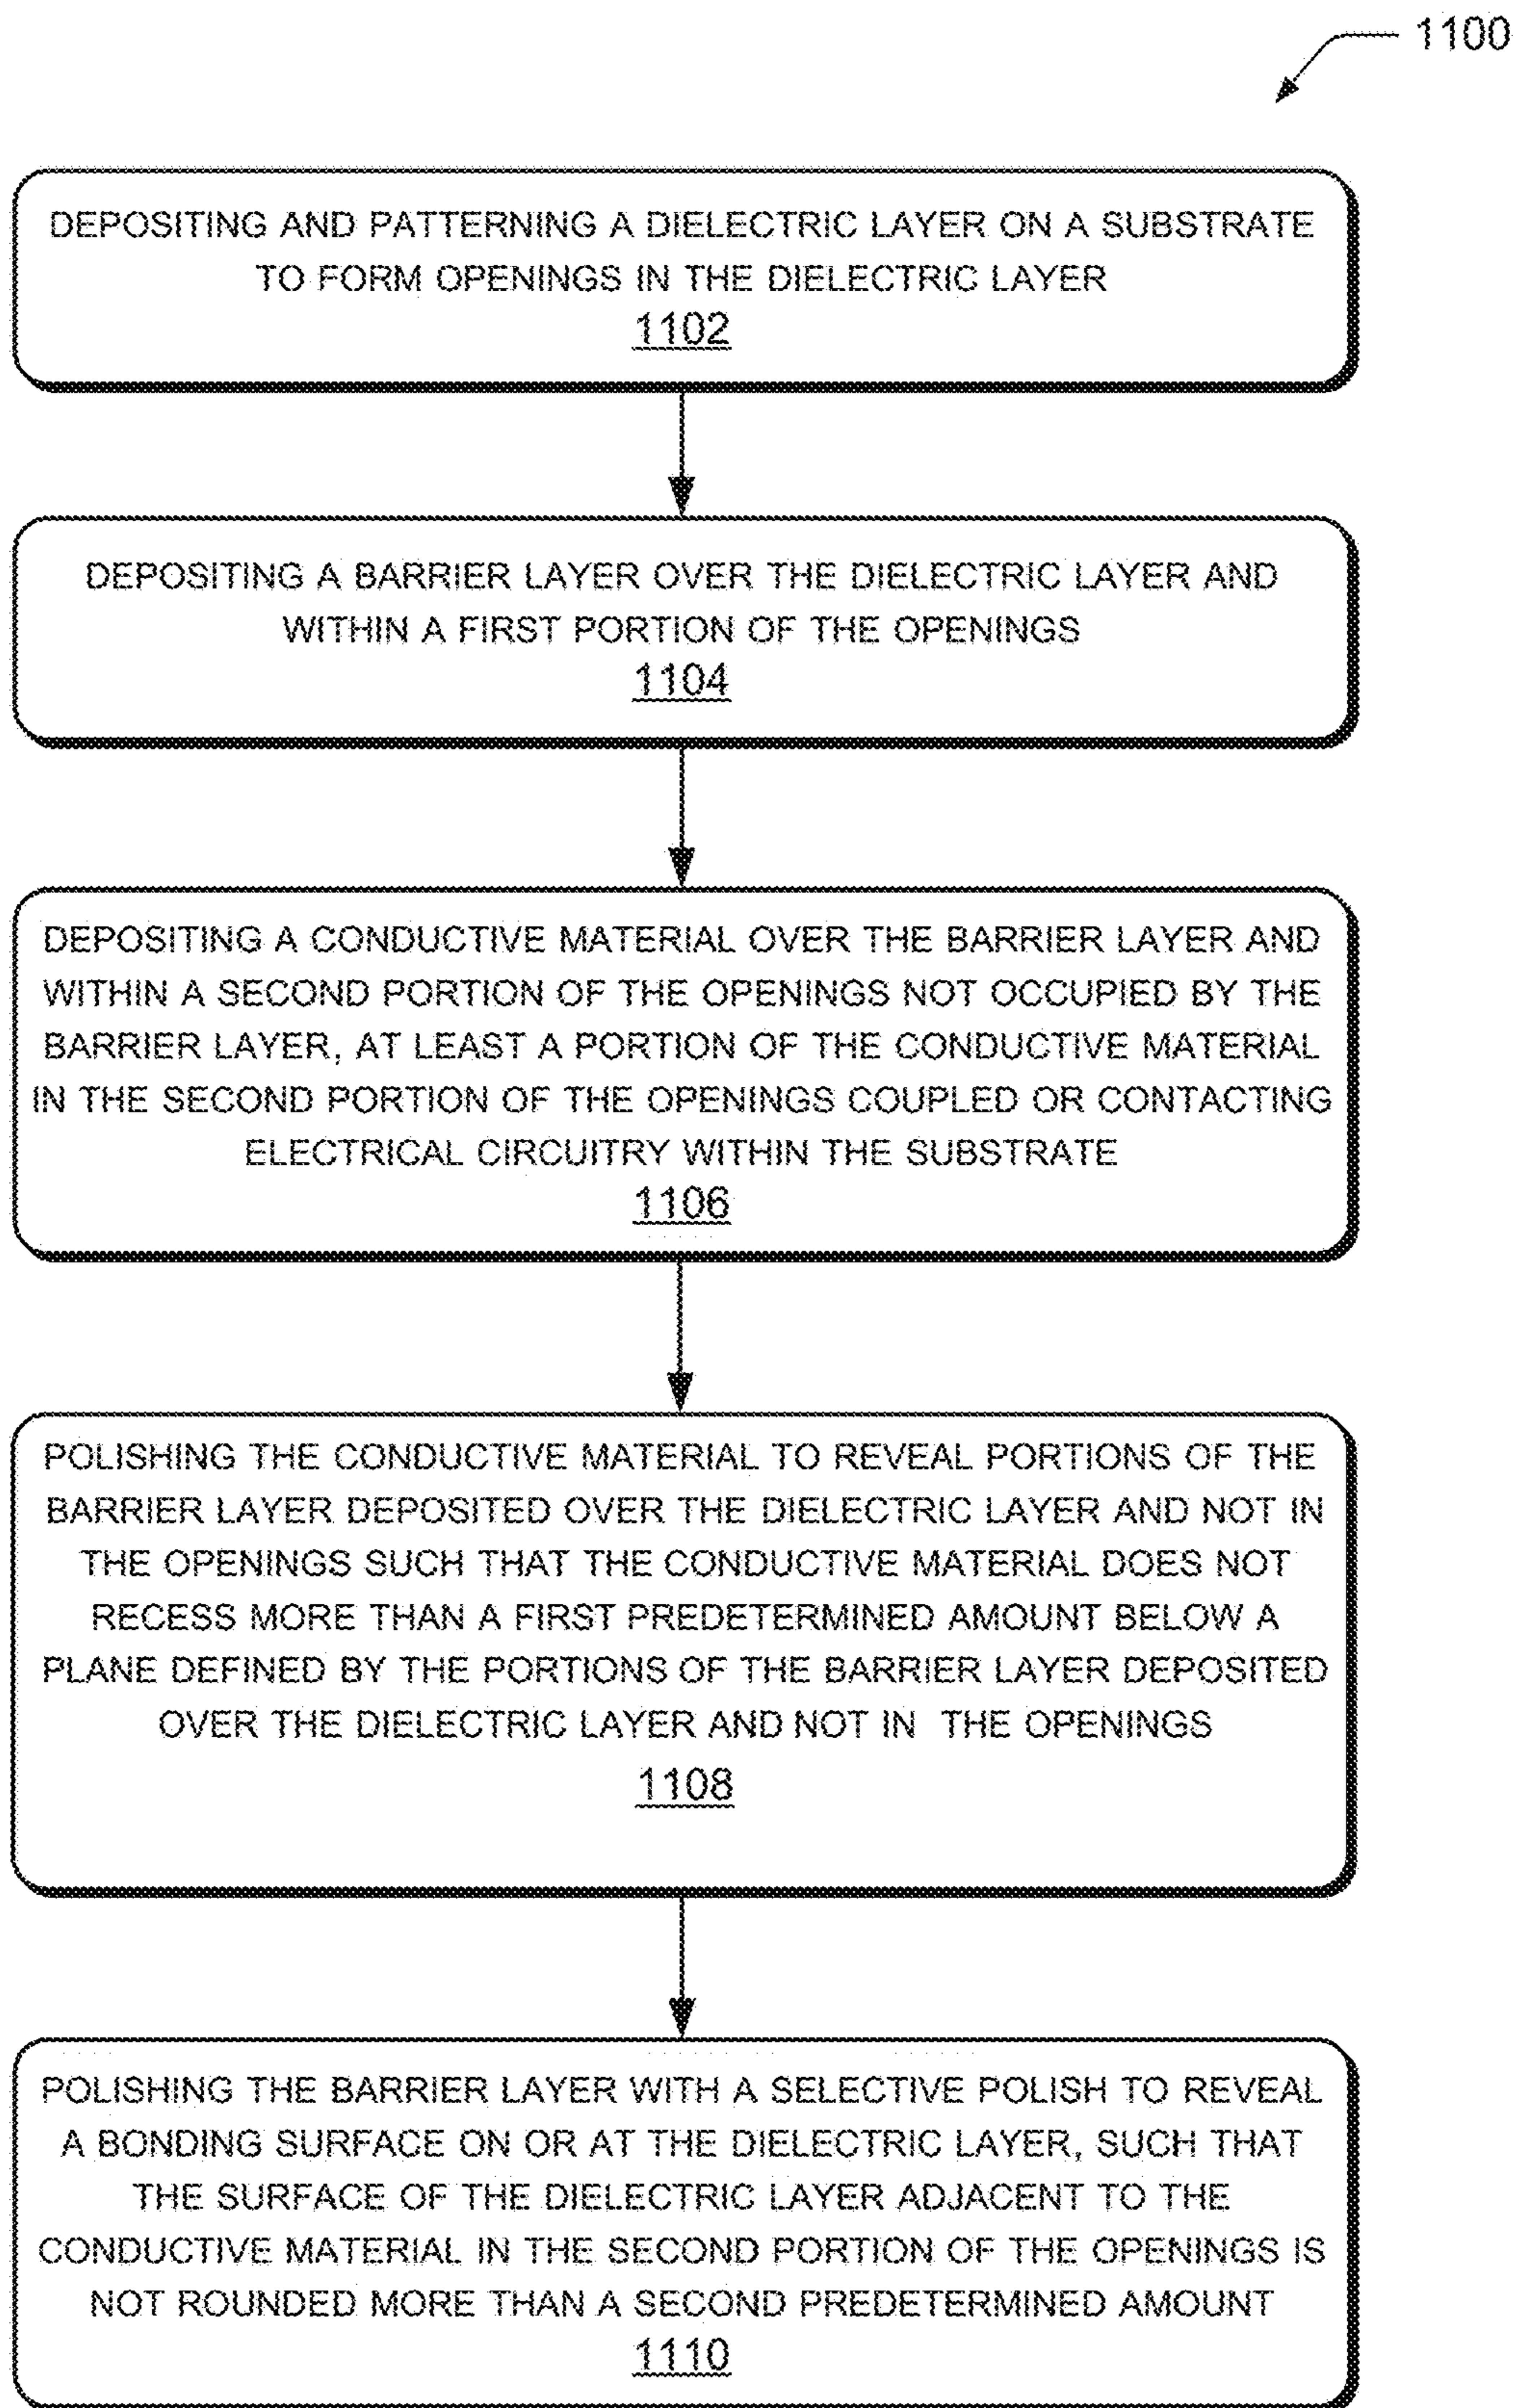 1100
DEPOSITING AND PATTERNING A DIELECTRIC LAYER ON A SUBSTRATE
TO FORM OPENINGS IN THE DIELECTRIC LAYER
1102
DEPOSITING A BARRIER LAYER OVER THE DIELECTRIC LAYER AND
WITHIN A FIRST PORTION OF THE OPENINGS
1104
DEPOSITING A CONDUCTIVE MATERIAL OVER THE BARRIER LAYER AND
WITHIN A SECOND PORTION OF THE OPENINGS NOT OCCUPIED BY THE
BARRIER LAYER, AT LEAST A PORTION OF THE CONDUCTIVE MATERIAL
IN THE SECOND PORTION OF THE OPENINGS COUPLED OR CONTACTING
ELECTRICAL CIRCUITRY WITHIN THE SUBSTRATE
1106
POLISHING THE CONDUCTIVE MATERIAL TO REVEAL PORTIONS OF THE
BARRIER LAYER DEPOSITED OVER THE DIELECTRIC LAYER AND NOT IN
THE OPENINGS SUCH THAT THE CONDUCTIVE MATERIAL DOES NOT
RECESS MORE THAN A FIRST PREDETERMINED AMOUNT BELOW A
PLANE DEFINED BY THE PORTIONS OF THE BARRIER LAYER DEPOSITED
OVER THE DIELECTRIC LAYER AND NOT IN THE OPENINGS
1108
POLISHING THE BARRIER LAYER WITH A SELECTIVE POLISH TO REVEAL
A BONDING SURFACE ON OR AT THE DIELECTRIC LAYER, SUCH THAT
THE SURFACE OF THE DIELECTRIC LAYER ADJACENT TO THE
CONDUCTIVE MATERIAL IN THE SECOND PORTION OF THE OPENINGS IS
NOT ROUNDED MORE THAN A SECOND PREDETERMINED AMOUNT
1110